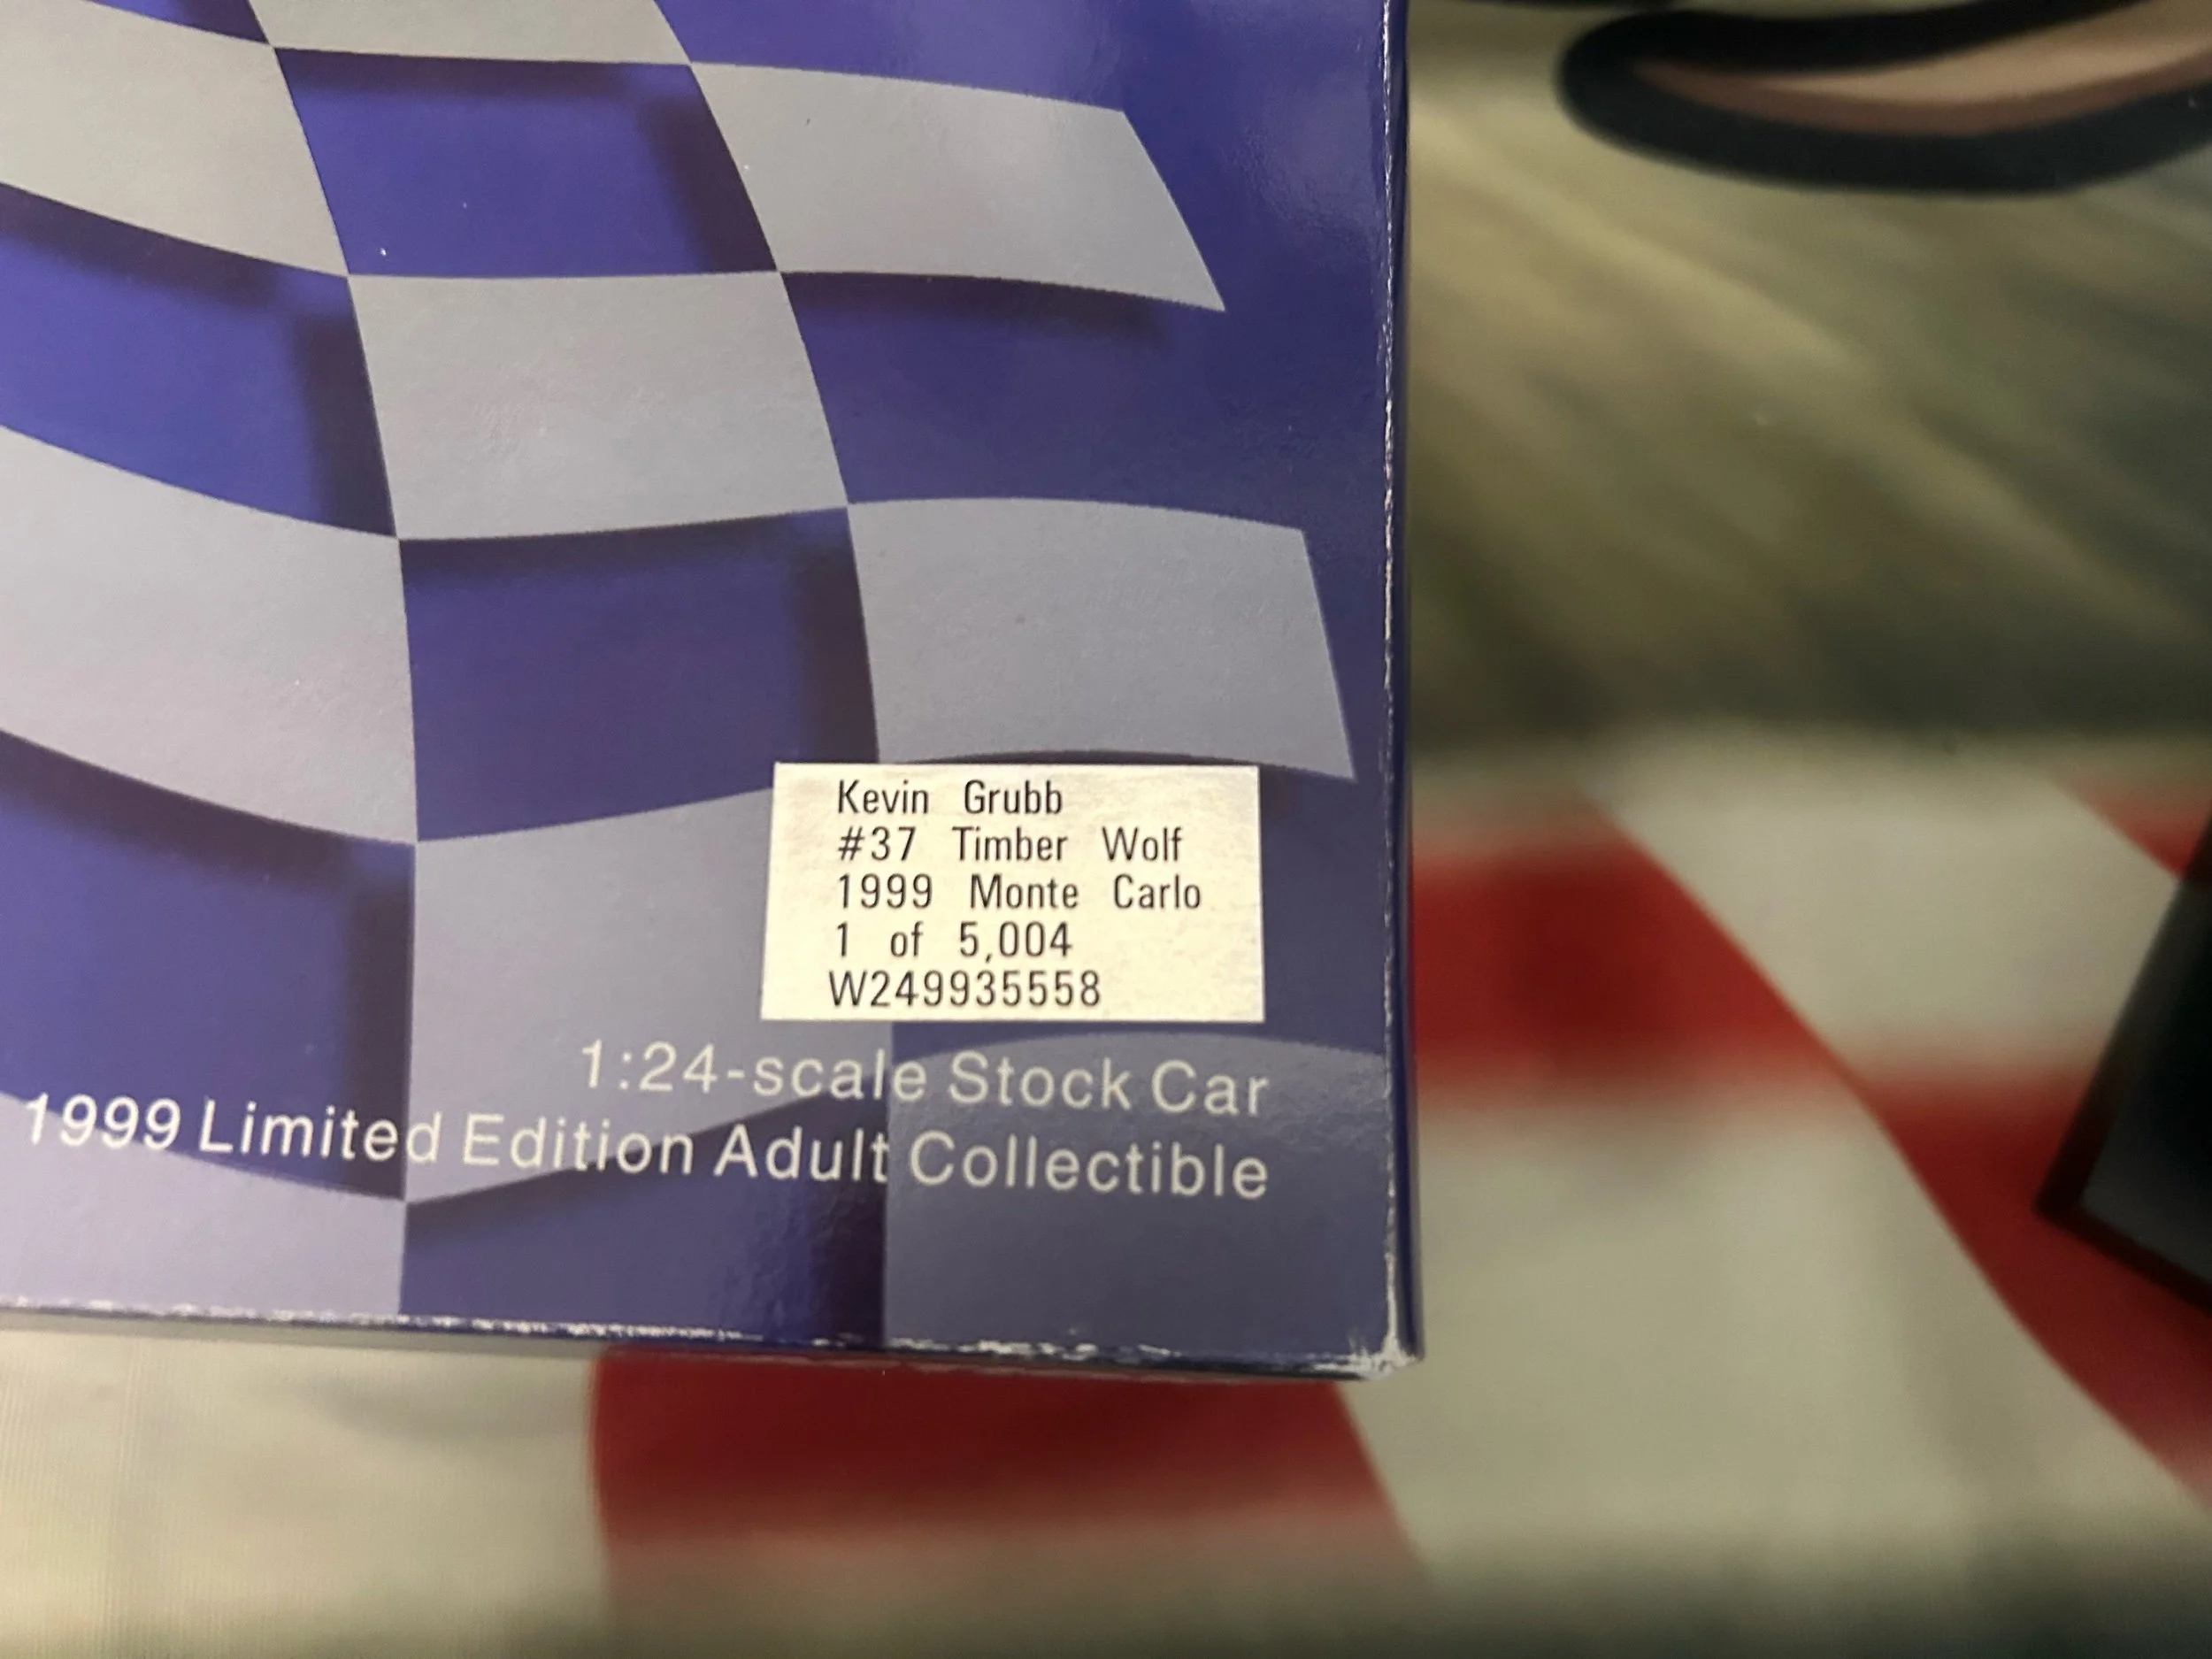 Kevin Grubb
#37 Timber Wolf
1999 Monte Carlo
1 of 5,004
W249935558
1:24-scale Stock Car
1999 Limited Edition Adult Collectible